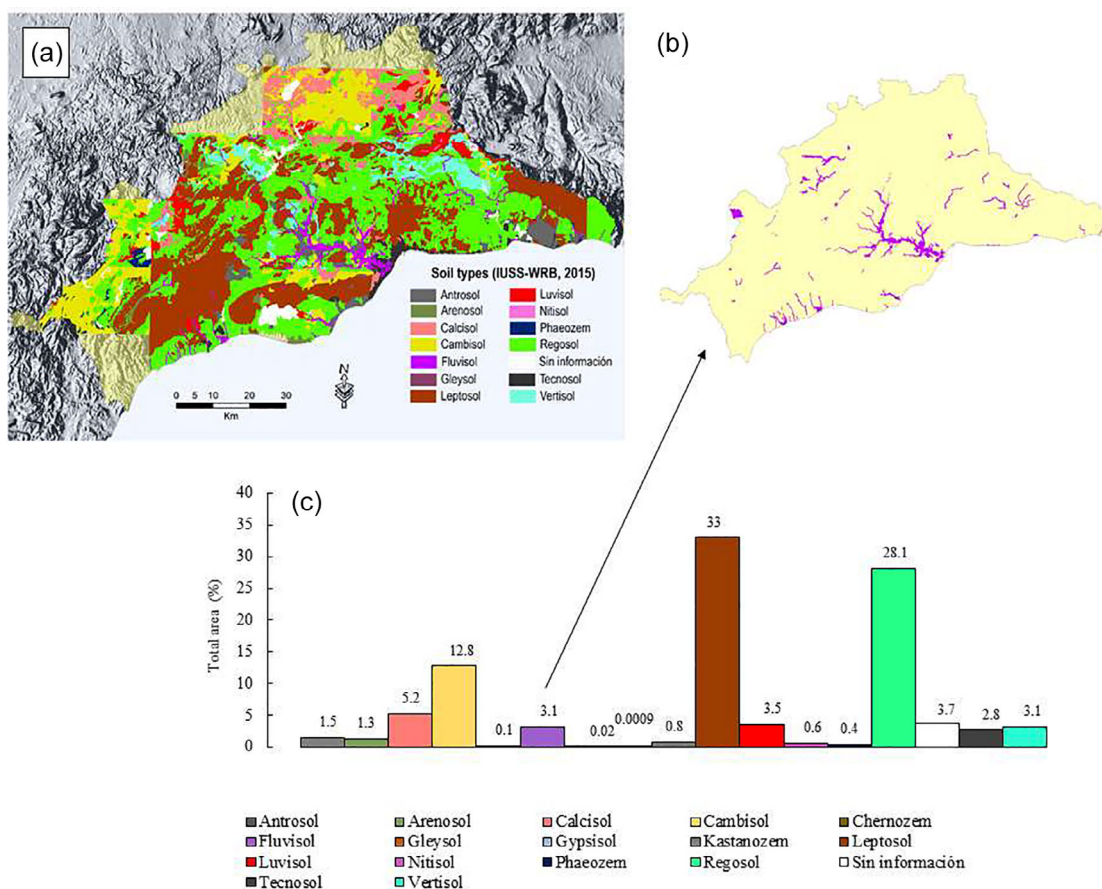 (a)
(b)
Soil types (IUSS-WRB, 2015)
Antrosol Luvisol
Arenosol Nitisol
Calcisol Phaeozem
Cambisol Regosol
Fluvisol Sin información
Gleysol Tecnosol
Leptosol Vertisol
N
0 5 10 20 30
Km
(c)
Total area (%)
40
35
30
25
20
15
10
5
0
1.5 1.3 5.2 12.8 0.1 3.1 0.02 0.0009 0.8 33 3.5 0.6 0.4 28.1 3.7 2.8 3.1
Antrosol Arenosol Calcisol Cambisol Chernozem
Fluvisol Gleysol Gypsisol Kastanozem Leptosol
Luvisol Nitisol Phaeozem Regosol Sin información
Tecnosol Vertisol